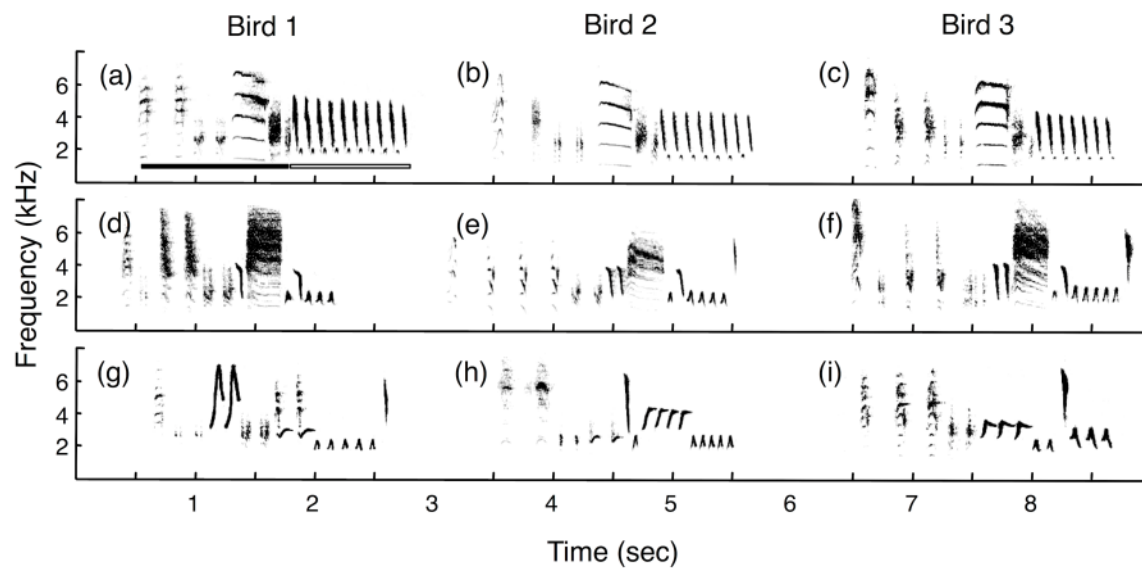 Bird 1 Bird 2 Bird 3
(a) (b) (c)
6
4
2
(d) (e) (f)
6
4
2
(g) (h) (i)
6
4
2
1 2 3 4 5 6 7 8
Frequency (kHz)
Time (sec)